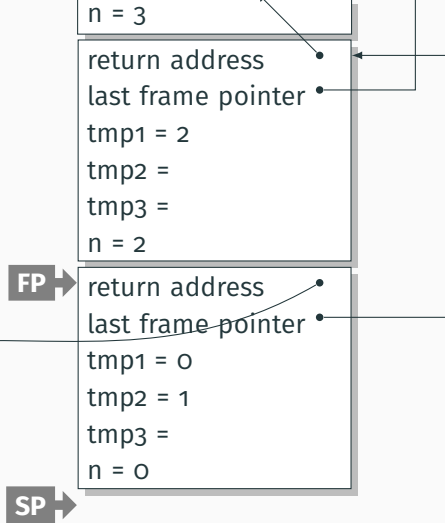 n = 3
return address
last frame pointer
tmp1 = 2
tmp2 =
tmp3 =
n = 2
FP
return address
last frame pointer
tmp1 = 0
tmp2 = 1
tmp3 =
n = 0
SP